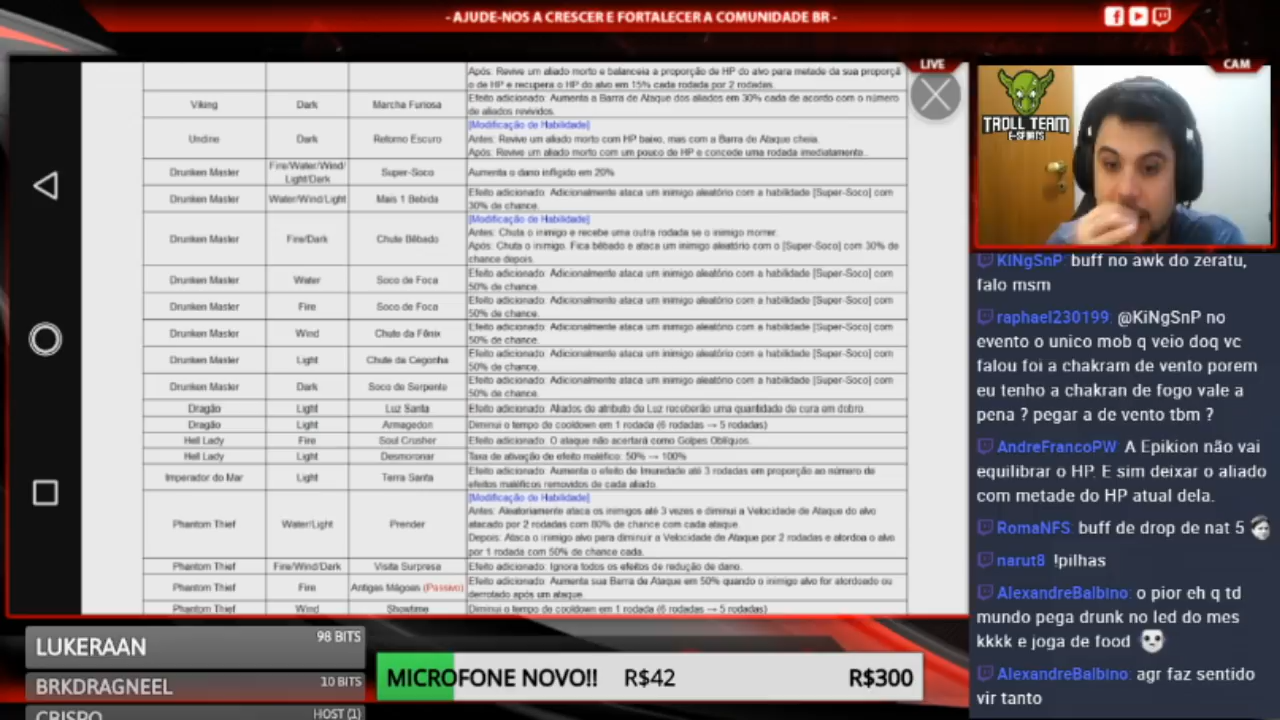 - AJUDE-NOS A CRESCER E FORTALECER A COMUNIDADE BR -
LIVE
CAM
TROLL TEAM
E-SPORTS
Após: Revive um aliado morto e balanceia a proporção de HP do alvo para metade da sua proporçã
o de HP e recupera o HP do alvo em 15% cada rodada por 2 rodadas.
Viking Dark Marcha Furiosa Efeito adicionado: Aumenta a Barra de Ataque dos aliados em 30% cada de acordo com o número
de aliados revividos.
Undine Dark Retorno Escuro [Modificação de Habilidade]
Antes: Revive um aliado morto com HP baixo, mas com a Barra de Ataque cheia.
Após: Revive um aliado morto com um pouco de HP e concede uma rodada imediatamente.
Drunken Master Fire/Water/Wind/
Light/Dark Super-Soco Aumenta o dano infligido em 20%
Drunken Master Water/Wind/Light Mais 1 Bebida Efeito adicionado: Adicionalmente ataca um inimigo aleatório com a habilidade [Super-Soco] com
30% de chance.
Drunken Master Fire/Dark Chute Bêbado [Modificação de Habilidade]
Antes: Chuta o inimigo e recebe uma outra rodada se o inimigo morrer.
Após: Chuta o inimigo. Fica bêbado e ataca um inimigo aleatório com o [Super-Soco] com 30% de
chance depois.
Drunken Master Water Soco de Foca Efeito adicionado: Adicionalmente ataca um inimigo aleatório com a habilidade [Super-Soco] com
50% de chance.
Drunken Master Fire Soco de Foca Efeito adicionado: Adicionalmente ataca um inimigo aleatório com a habilidade [Super-Soco] com
50% de chance.
Drunken Master Wind Chute da Fênix Efeito adicionado: Adicionalmente ataca um inimigo aleatório com a habilidade [Super-Soco] com
50% de chance.
Drunken Master Light Chute da Cegonha Efeito adicionado: Adicionalmente ataca um inimigo aleatório com a habilidade [Super-Soco] com
50% de chance.
Drunken Master Dark Soco de Serpente Efeito adicionado: Adicionalmente ataca um inimigo aleatório com a habilidade [Super-Soco] com
50% de chance.
Dragão Light Luz Santa Efeito adicionado: Aliados de atributo de Luz receberão uma quantidade de cura em dobro.
Dragão Light Armagedon Diminui o tempo de cooldown em 1 rodada (6 rodadas → 5 rodadas)
Hell Lady Fire Soul Crusher Efeito adicionado: O ataque não acertará como Golpes Oblíquos.
Hell Lady Light Desmoronar Taxa de ativação de efeito maléfico: 50% → 100%
Imperador do Mar Light Terra Santa Efeito adicionado: Aumenta o efeito de Imunidade até 3 rodadas em proporção ao número de
efeitos maléficos removidos de cada aliado.
Phantom Thief Water/Light Prender [Modificação de Habilidade]
Antes: Aleatoriamente ataca os inimigos até 3 vezes e diminui a Velocidade de Ataque do alvo
atacado por 2 rodadas com 80% de chance com cada ataque.
Depois: Ataca o inimigo alvo para diminuir a Velocidade de Ataque por 2 rodadas e atordoa o alvo
por 1 rodada com 50% de chance cada.
Phantom Thief Fire/Wind/Dark Visita Surpresa Efeito adicionado: Ignora todos os efeitos de redução de dano.
Phantom Thief Fire Antigas Mágoas (Passivo) Efeito adicionado: Aumenta sua Barra de Ataque em 50% quando o inimigo alvo for atordoado ou
derrotado após um ataque
Phantom Thief Wind Showtime Diminui o tempo de cooldown em 1 rodada (6 rodadas → 5 rodadas)
KINgSnP: buff no awk do zeratu,
falo msm
raphael230199: @KiNgSnP no
evento o unico mob q veio doq vc
falou foi a chakram de vento porem
eu tenho a chakran de fogo vale a
pena ? pegar a de vento tbm ?
AndreFrancoPW: A Epikion não vai
equilibrar o HP. E sim deixar o aliado
com metade do HP atual dela.
RomaNFS: buff de drop de nat 5
narut8: !pilhas
AlexandreBalbino: o pior eh q td
mundo pega drunk no led do mes
kkkk e joga de food
AlexandreBalbino: agr faz sentido
vir tanto
LUKERAAN 98 BITS
BRKDRAGNEEL 10 BITS
CRISPO HOST (1)
MICROFONE NOVO!! R$42 R$300